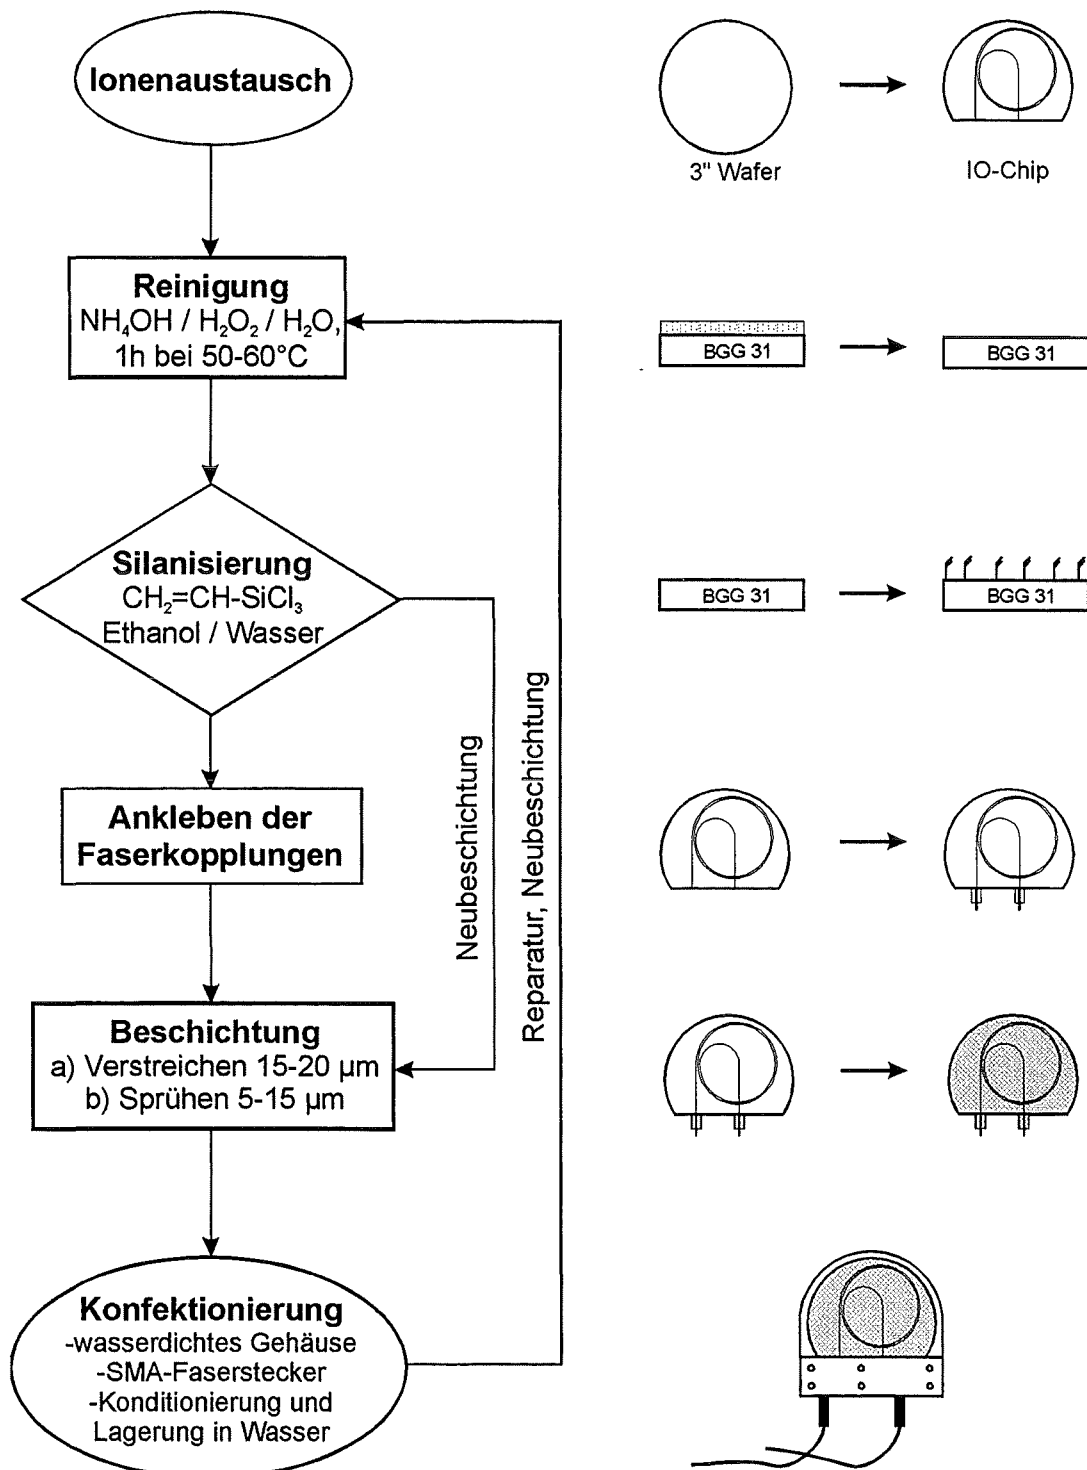 Ionenaustausch
3" Wafer
IO-Chip
Reinigung
NH₄OH / H₂O₂ / H₂O,
1h bei 50-60°C
BGG 31
BGG 31
Silanisierung
CH₂=CH-SiCl₃
Ethanol / Wasser
BGG 31
BGG 31
Neubeschichtung
Reparatur, Neubeschichtung
Ankleben der
Faserkopplungen
Beschichtung
a) Verstreichen 15-20 µm
b) Sprühen 5-15 µm
Konfektionierung
-wasserdichtes Gehäuse
-SMA-Faserstecker
-Konditionierung und
Lagerung in Wasser